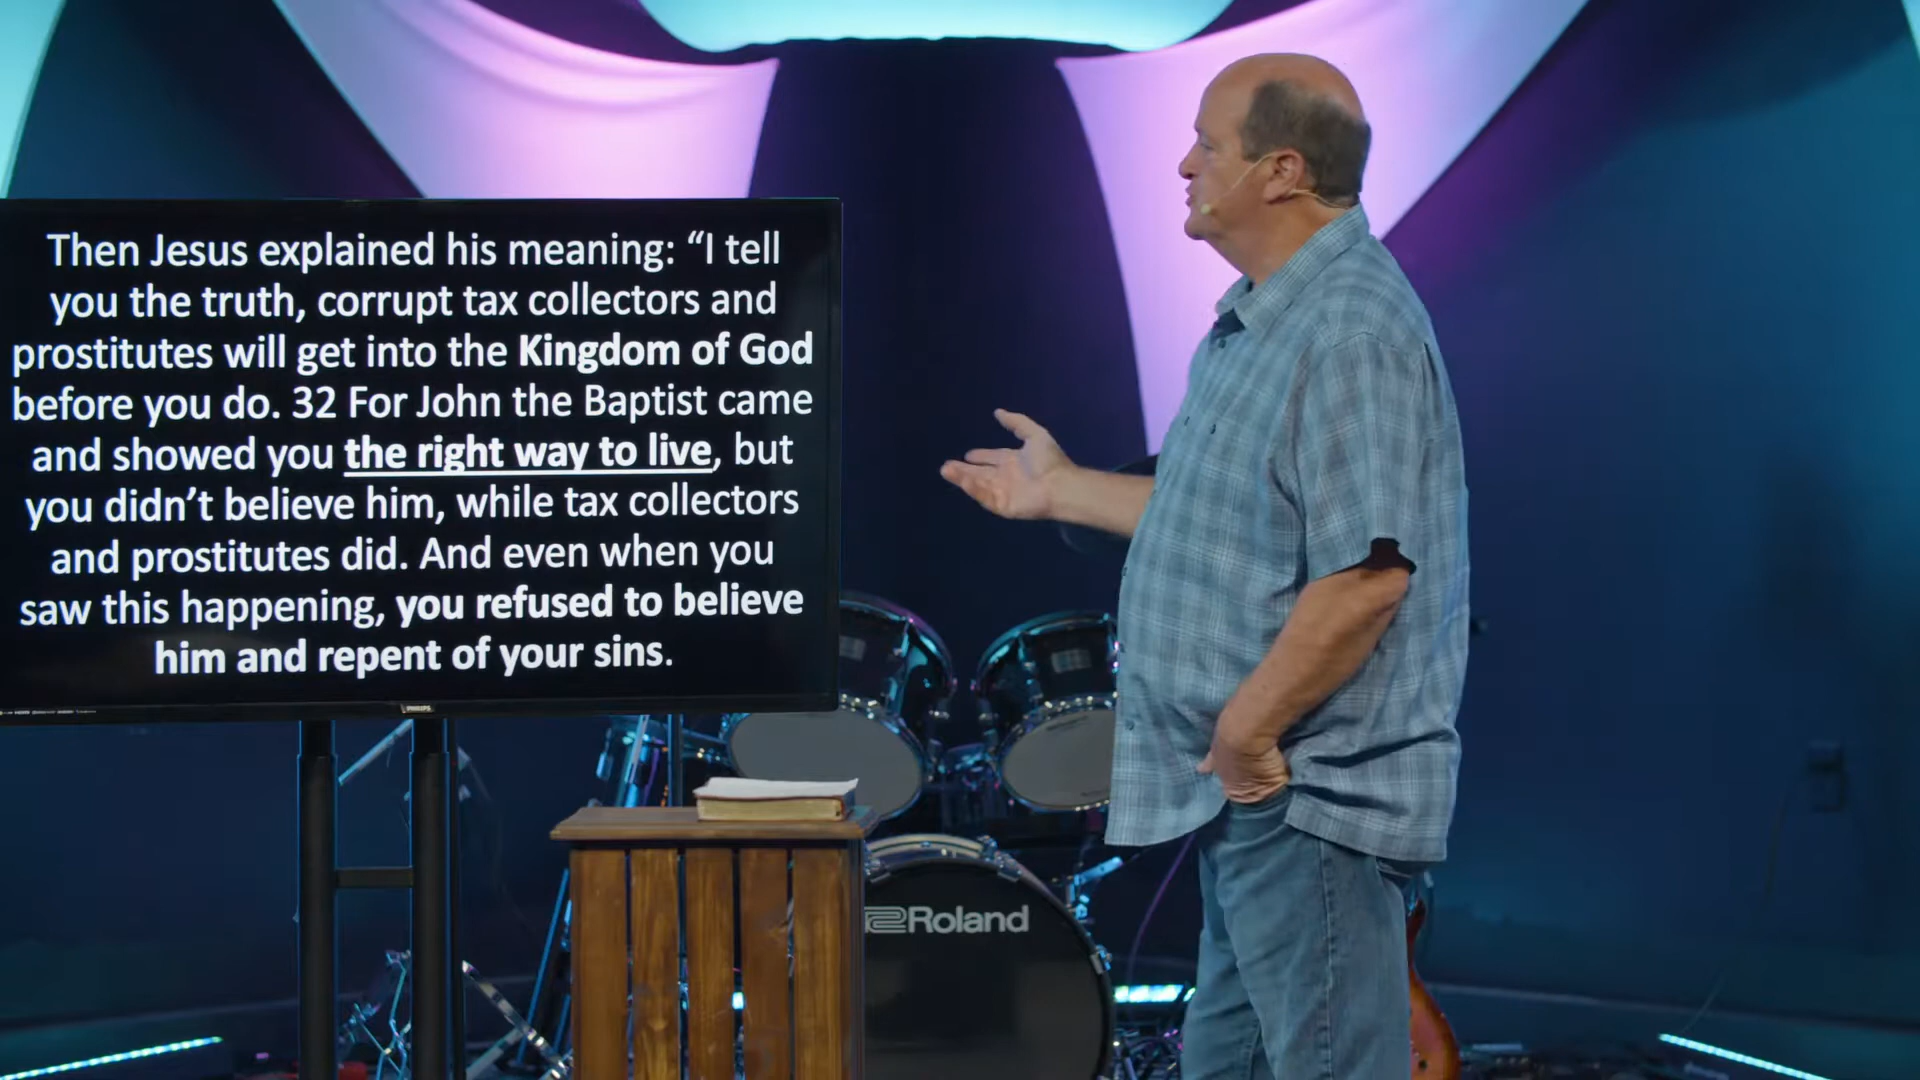 Then Jesus explained his meaning: “I tell
you the truth, corrupt tax collectors and
prostitutes will get into the Kingdom of God
before you do. 32 For John the Baptist came
and showed you the right way to live, but
you didn’t believe him, while tax collectors
and prostitutes did. And even when you
saw this happening, you refused to believe
him and repent of your sins.
PHILIPS
Roland